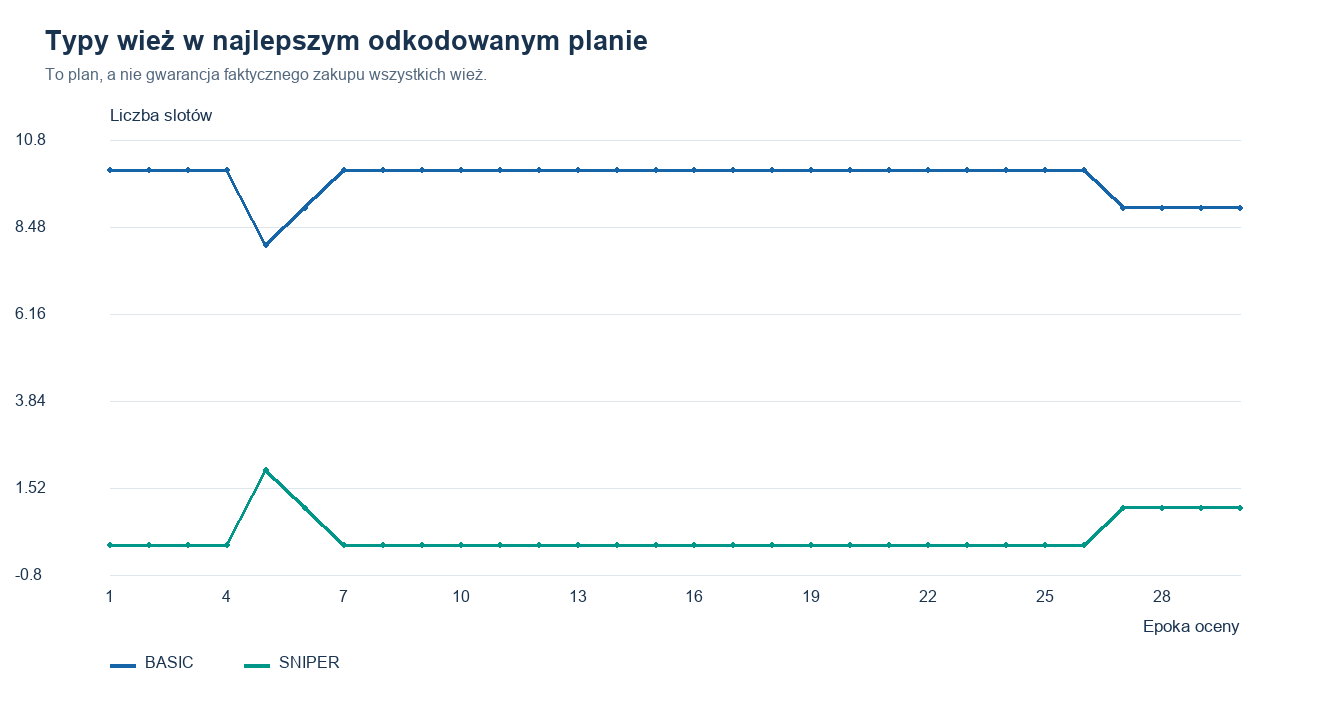 Typy wież w najlepszym odkodowanym planie
To plan, a nie gwarancja faktycznego zakupu wszystkich wież.
Liczba slotów
10.8
8.48
6.16
3.84
1.52
-0.8
1 4 7 10 13 16 19 22 25 28
Epoka oceny
BASIC SNIPER